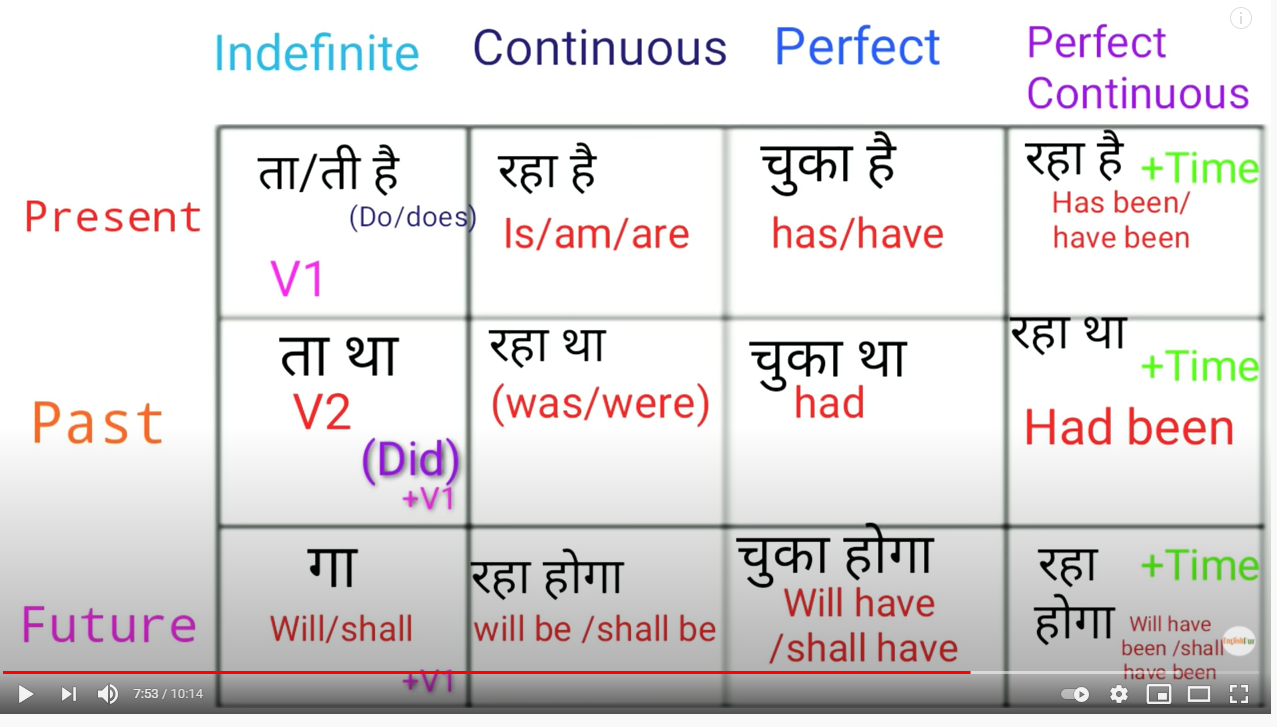 Indefinite
Continuous
Perfect
Perfect
Continuous
Present
ता/ती है
(Do/does)
V1
रहा है
Is/am/are
चुका है
has/have
रहा है +Time
Has been/
have been
Past
ता था
V2
(Did)
+V1
रहा था
(was/were)
चुका था
had
रहा था
+Time
Had been
Future
गा
Will/shall
+V1
रहा होगा
will be /shall be
चुका होगा
Will have
/shall have
रहा +Time
होगा
Will have
been /shall
have been
7:53 / 10:14